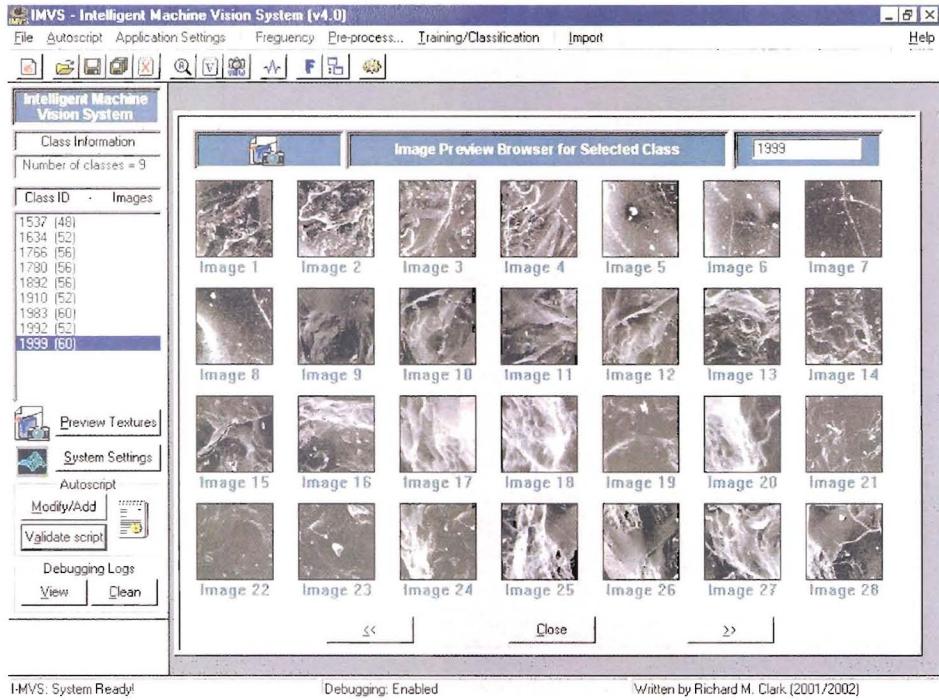 IMVS - Intelligent Machine Vision System (v4.0)
File Autoscript Application Settings Frequency Pre-process... Training/Classification Import Help
Intelligent Machine
Vision System
Class Information
Number of classes = 9
Class ID - Images
1537 (48)
1634 (52)
1766 (56)
1780 (56)
1892 (56)
1910 (52)
1983 (60)
1992 (52)
1999 (60)
Preview Textures
System Settings
Autoscript
Modify/Add
Validate script
Debugging Logs
View Clean
Image Preview Browser for Selected Class 1999
Image 1 Image 2 Image 3 Image 4 Image 5 Image 6 Image 7
Image 8 Image 9 Image 10 Image 11 Image 12 Image 13 Image 14
Image 15 Image 16 Image 17 Image 18 Image 19 Image 20 Image 21
Image 22 Image 23 Image 24 Image 25 Image 26 Image 27 Image 28
<< Close >>
I-MVS: System Ready! Debugging: Enabled Written by Richard M. Clark (2001/2002)